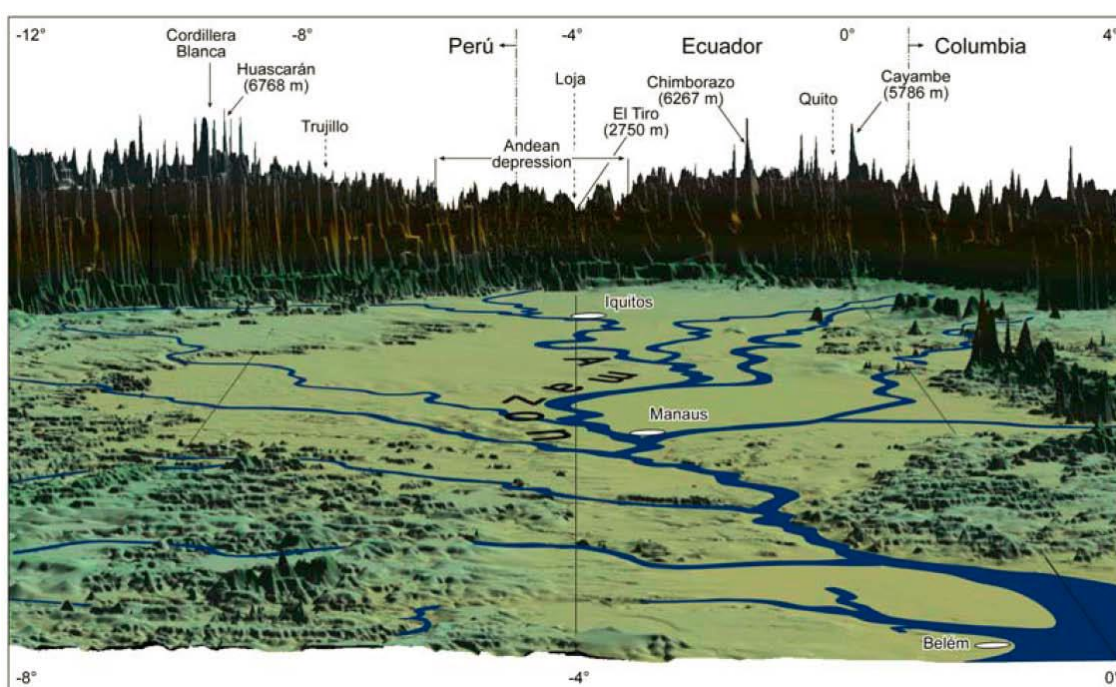 -12°
-8°
Perú
-4°
Ecuador
0°
Columbia
4°
Cordillera
Blanca
Huascarán
(6768 m)
Trujillo
Loja
Andean
depression
El Tiro
(2750 m)
Chimborazo
(6267 m)
Quito
Cayambe
(5786 m)
Iquitos
Amazon
Manaus
Belém
-8°
-4°
0°